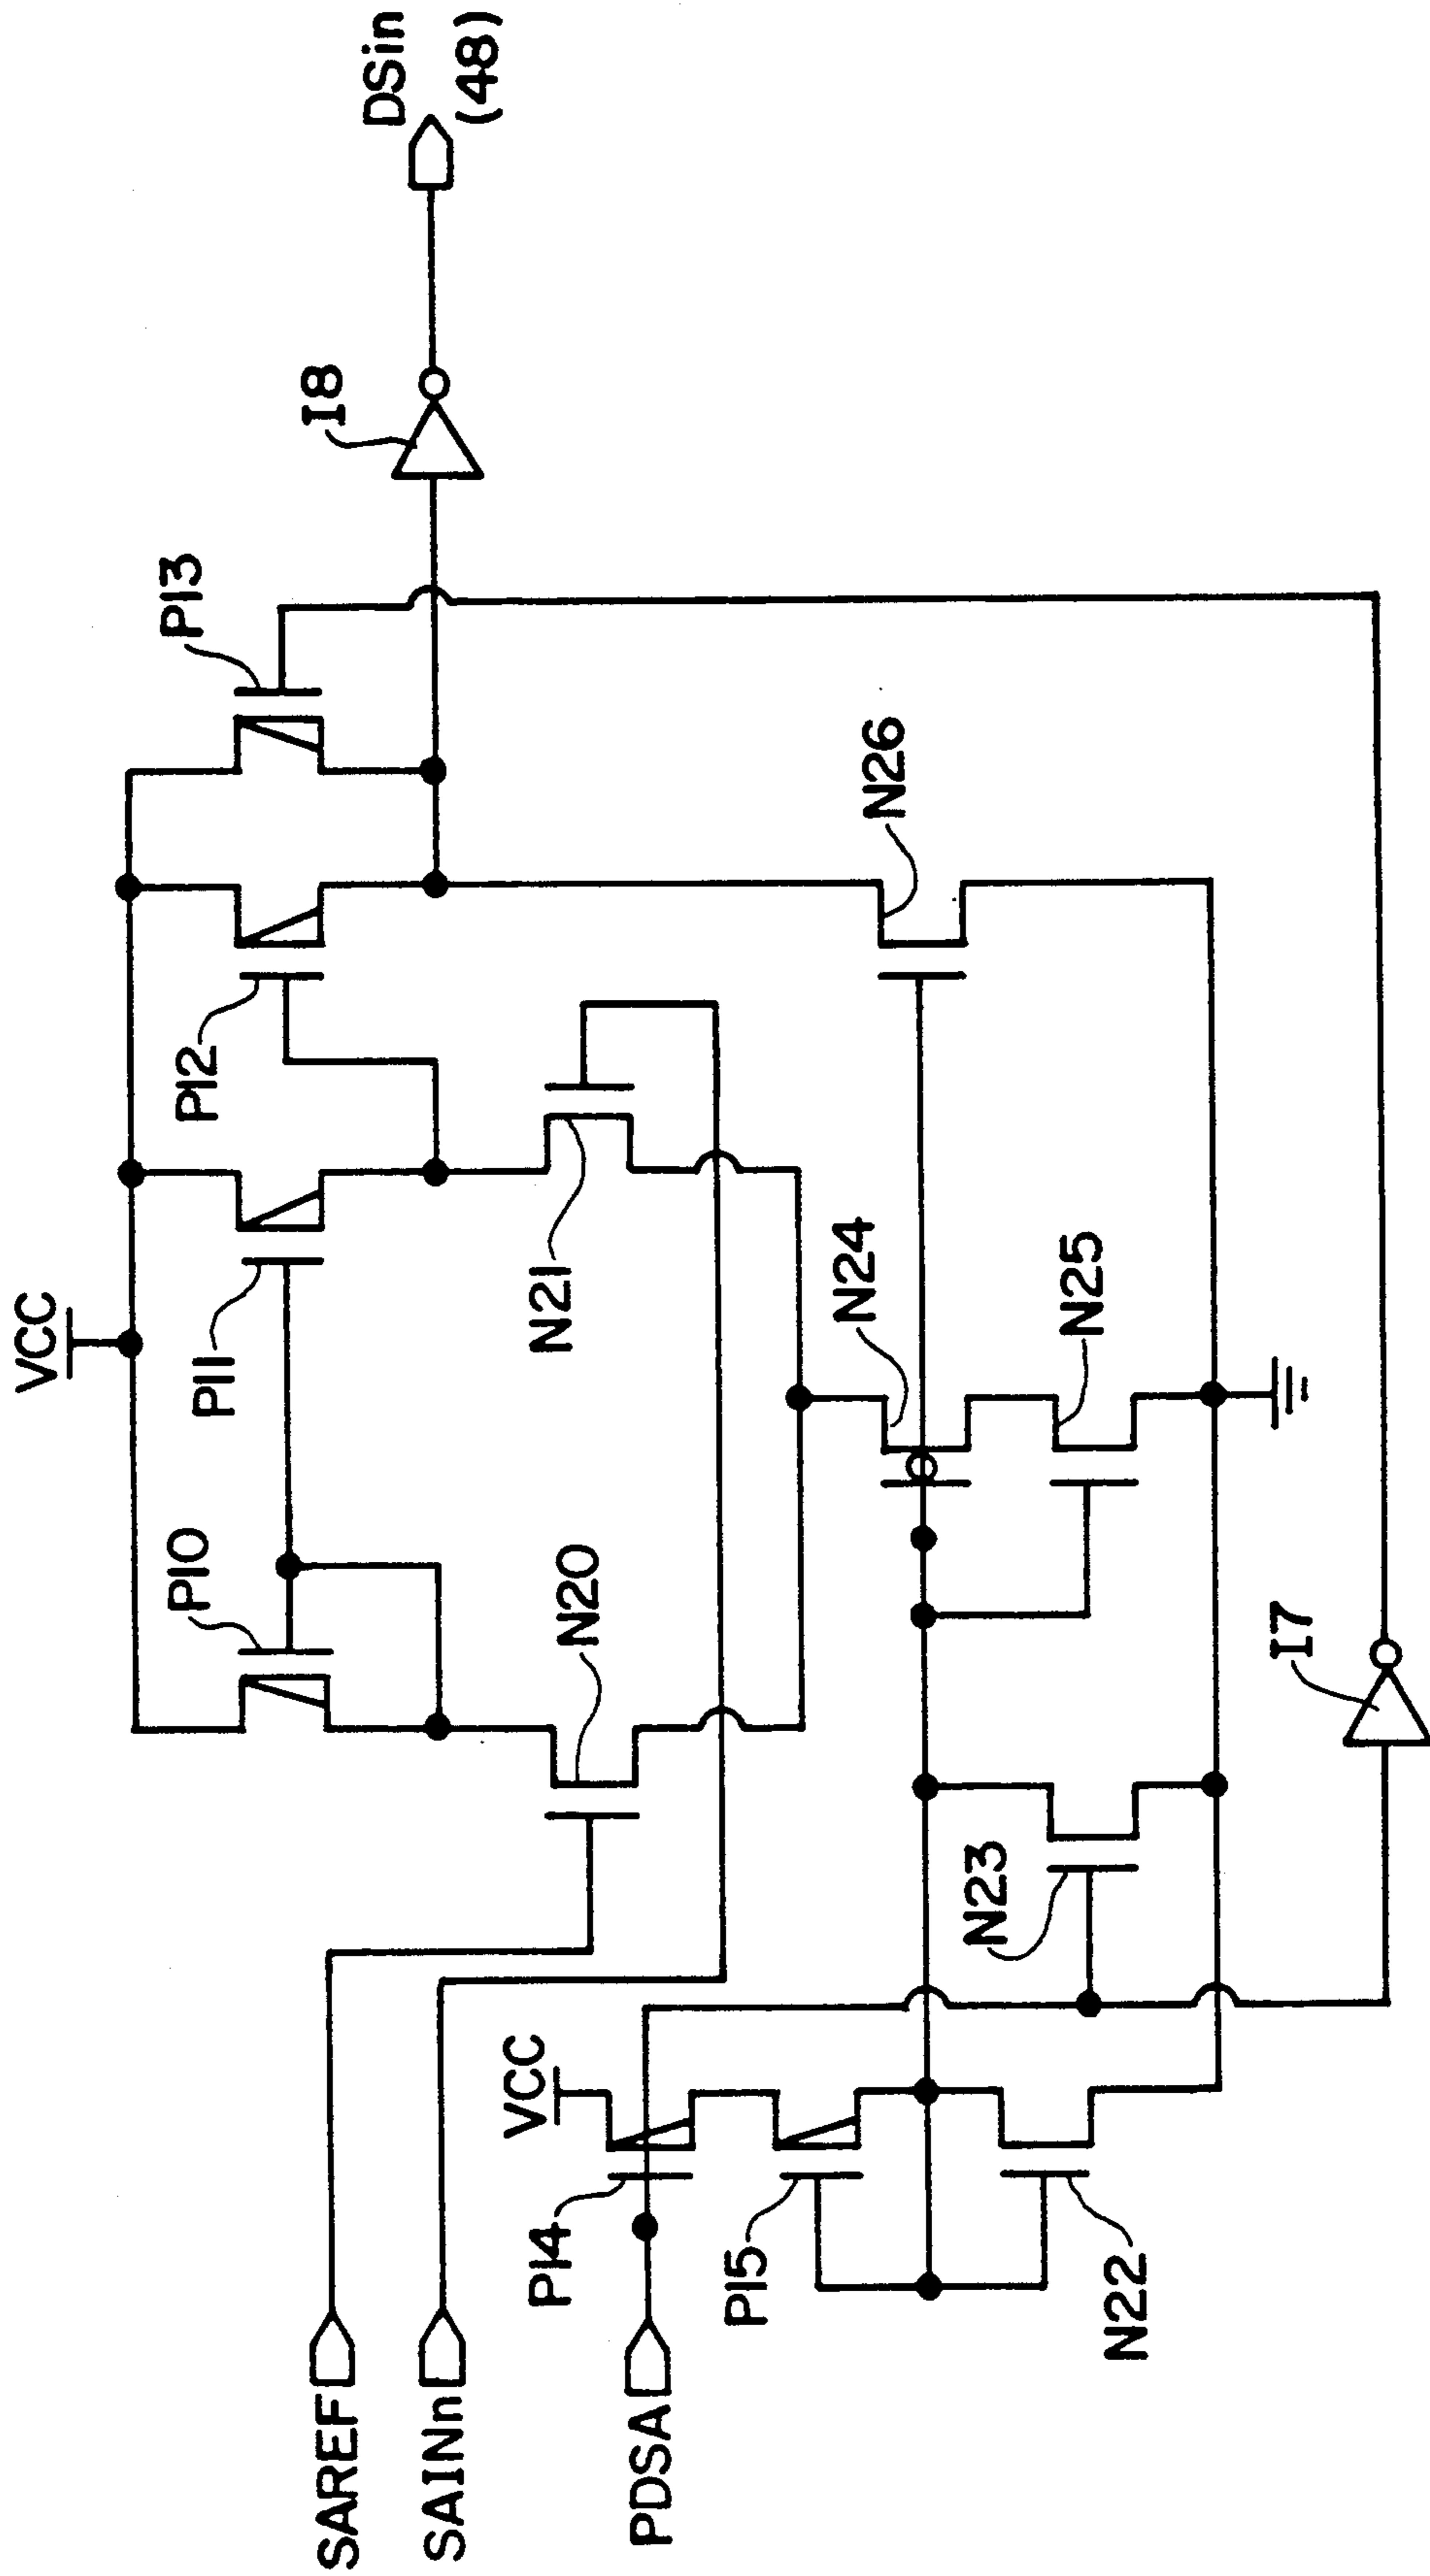 VCC
P10
P11
P12
P13
SAREF
N20
N21
I8
DSin
(48)
SAINn
VCC
PDSA
P14
P15
N22
N23
N24
N25
N26
I7